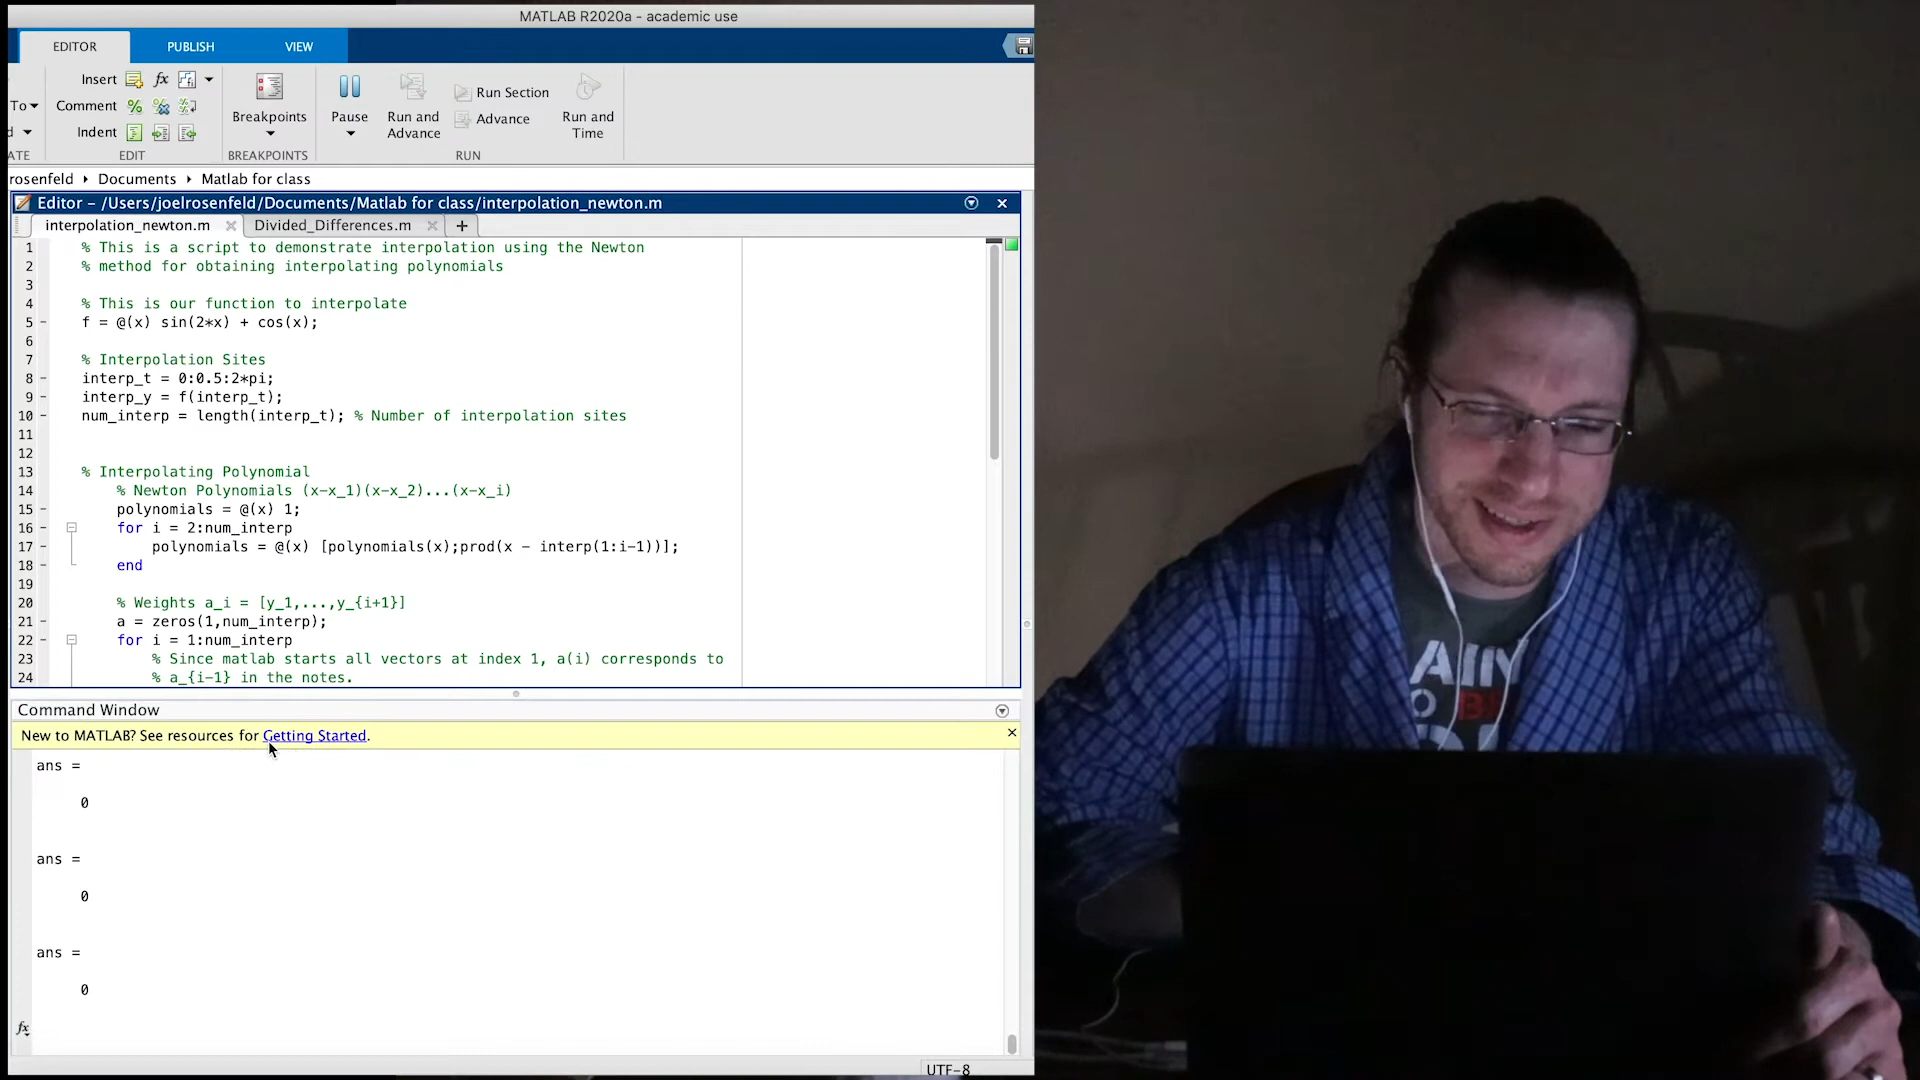 MATLAB R2020a - academic use
EDITOR PUBLISH VIEW
Insert fx
To Comment
Indent
Breakpoints Pause Run and Advance Run Section Advance Run and Time
ATE EDIT BREAKPOINTS RUN
rosenfeld ▸ Documents ▸ Matlab for class
Editor – /Users/joelrosenfeld/Documents/Matlab for class/interpolation_newton.m
interpolation_newton.m Divided_Differences.m +
1 % This is a script to demonstrate interpolation using the Newton
2 % method for obtaining interpolating polynomials
3
4 % This is our function to interpolate
5 – f = @(x) sin(2*x) + cos(x);
6
7 % Interpolation Sites
8 – interp_t = 0:0.5:2*pi;
9 – interp_y = f(interp_t);
10 – num_interp = length(interp_t); % Number of interpolation sites
11
12
13 % Interpolating Polynomial
14 % Newton Polynomials (x-x_1)(x-x_2)...(x-x_i)
15 – polynomials = @(x) 1;
16 – for i = 2:num_interp
17 – polynomials = @(x) [polynomials(x);prod(x - interp(1:i-1))];
18 – end
19
20 % Weights a_i = [y_1,...,y_{i+1}]
21 – a = zeros(1,num_interp);
22 – for i = 1:num_interp
23 % Since matlab starts all vectors at index 1, a(i) corresponds to
24 % a_{i-1} in the notes.
Command Window
New to MATLAB? See resources for Getting Started.
ans =
0
ans =
0
ans =
0
fx
UTF-8